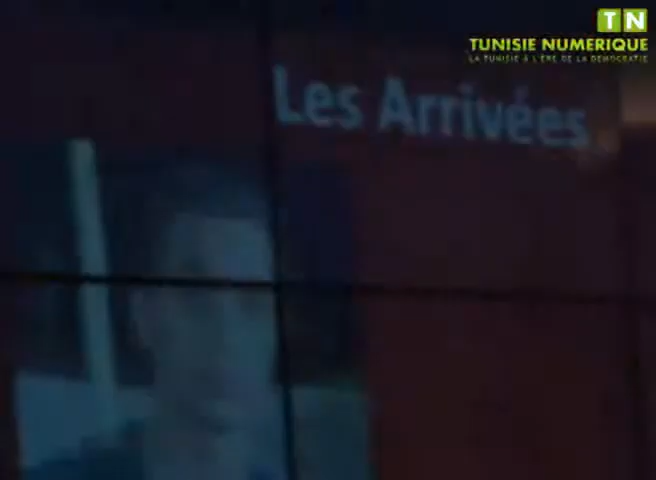 TN
TUNISIE NUMERIQUE
LA TUNISIE À L'ÈRE DE LA DÉMOCRATIE
Les Arrivées